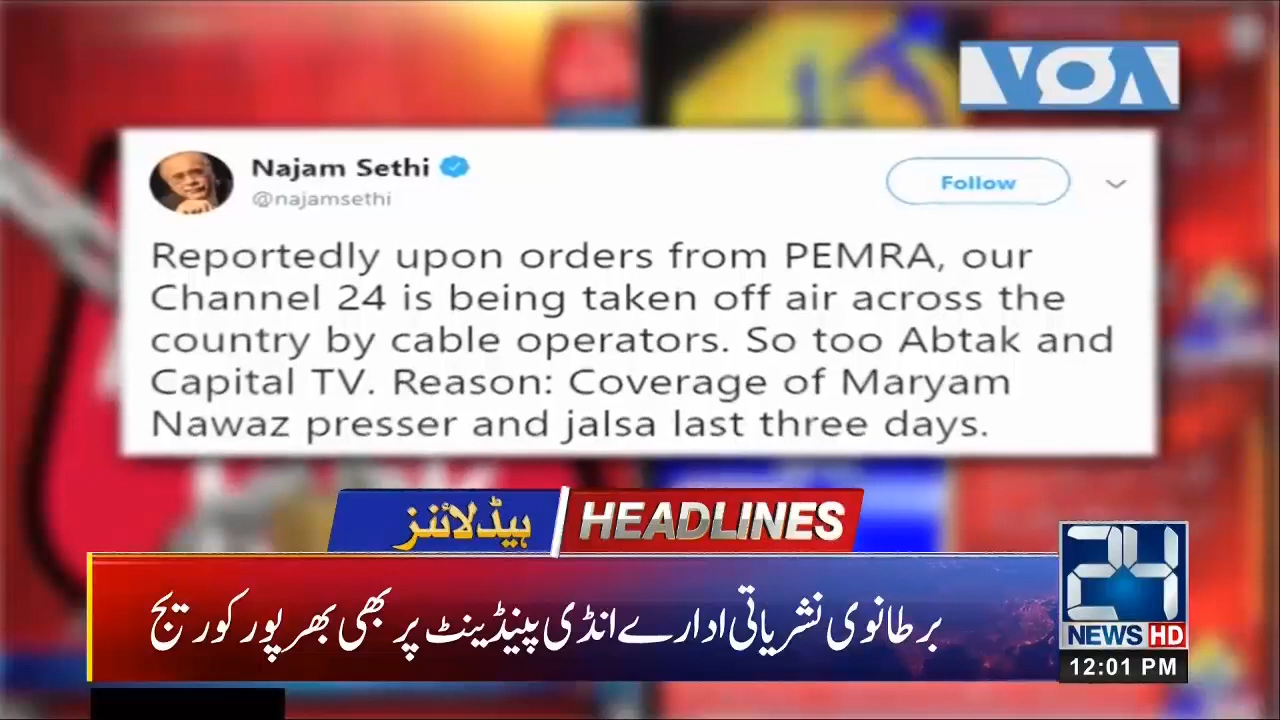 VOA
Najam Sethi
@najamsethi
Follow
Reportedly upon orders from PEMRA, our
Channel 24 is being taken off air across the
country by cable operators. So too Abtak and
Capital TV. Reason: Coverage of Maryam
Nawaz presser and jalsa last three days.
ہیڈلائنز HEADLINES
برطانوی نشریاتی ادارے انڈی پینڈینٹ پر بھی بھرپور کوریج
24
NEWS HD
12:01 PM